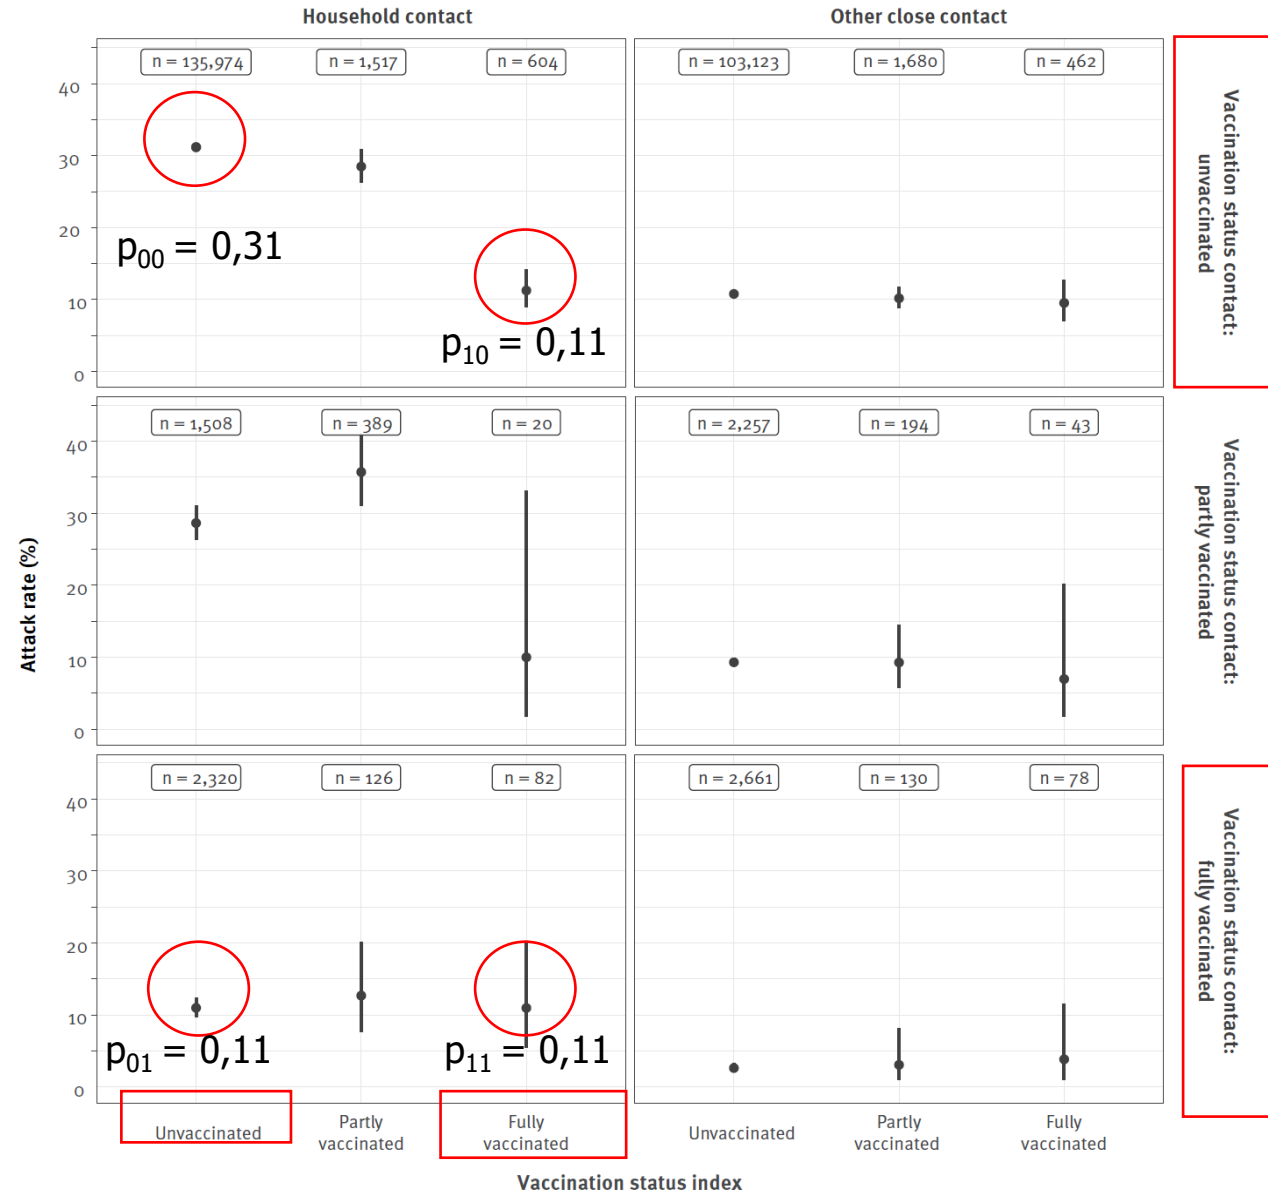 Household contact
Other close contact
n = 135,974
n = 1,517
n = 604
n = 103,123
n = 1,680
n = 462
40
30
20
10
0
p00 = 0,31
p10 = 0,11
Vaccination status contact:
unvaccinated
n = 1,508
n = 389
n = 20
n = 2,257
n = 194
n = 43
40
30
20
10
0
Vaccination status contact:
partly vaccinated
Attack rate (%)
n = 2,320
n = 126
n = 82
n = 2,661
n = 130
n = 78
40
30
20
10
0
p01 = 0,11
p11 = 0,11
Vaccination status contact:
fully vaccinated
Unvaccinated
Partly
vaccinated
Fully
vaccinated
Unvaccinated
Partly
vaccinated
Fully
vaccinated
Vaccination status index